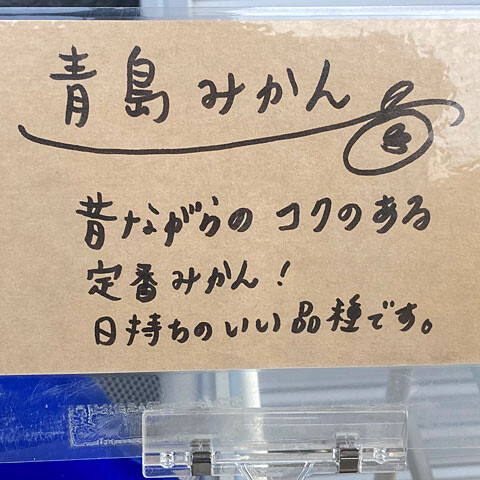 青島みかん
昔ながらのコクのある
定番みかん!
日持ちのいい品種です。